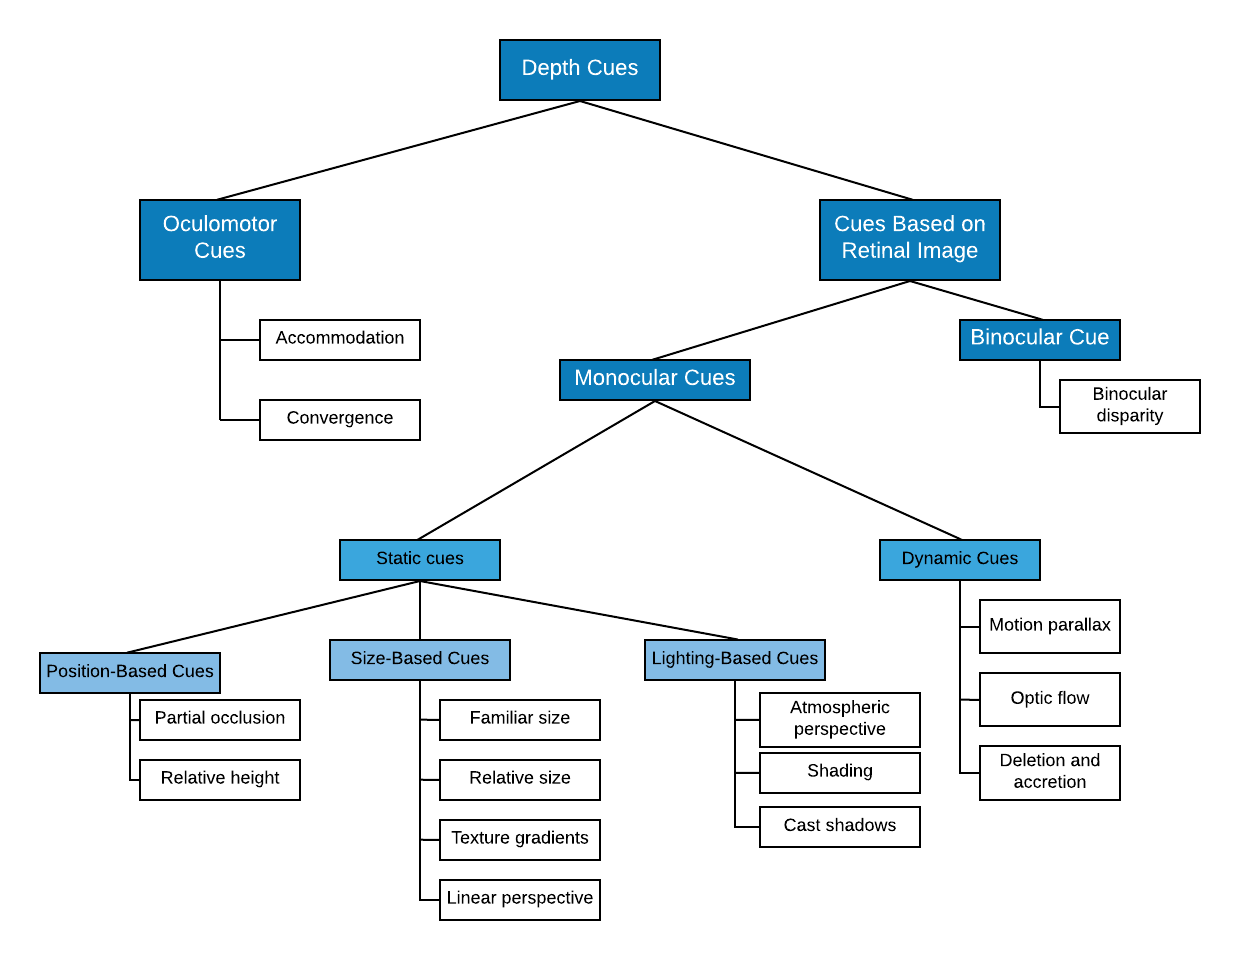 Depth Cues
Oculomotor
Cues
Cues Based on
Retinal Image
Accommodation
Convergence
Monocular Cues
Binocular Cue
Binocular
disparity
Static cues
Dynamic Cues
Position-Based Cues
Partial occlusion
Relative height
Size-Based Cues
Familiar size
Relative size
Texture gradients
Linear perspective
Lighting-Based Cues
Atmospheric
perspective
Shading
Cast shadows
Motion parallax
Optic flow
Deletion and
accretion